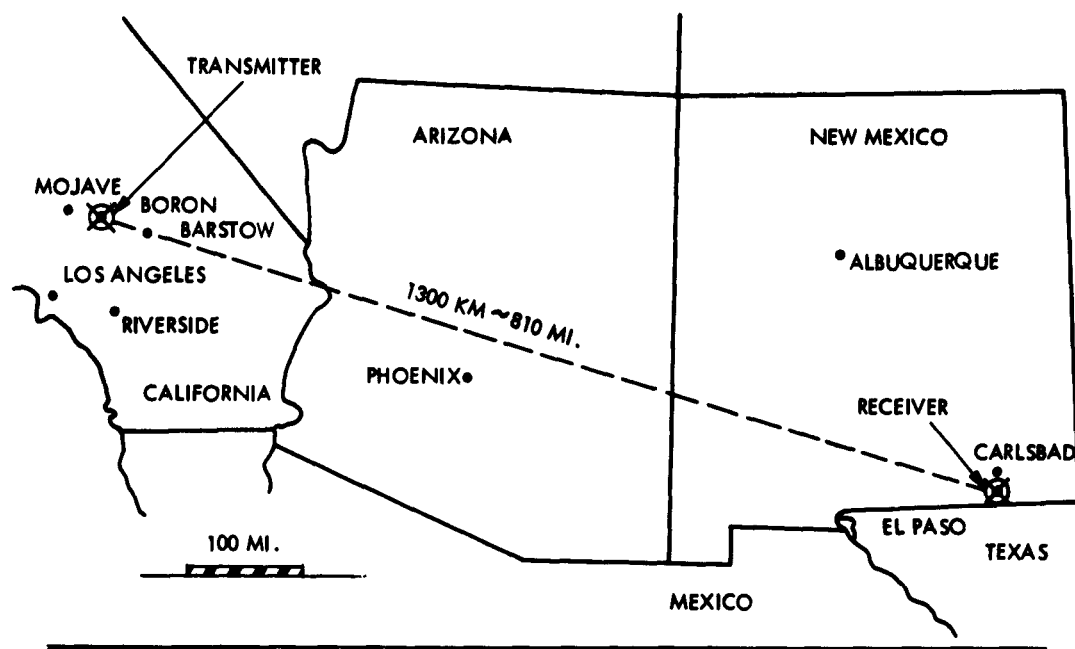 TRANSMITTER
ARIZONA
NEW MEXICO
MOJAVE
BORON
BARSTOW
ALBUQUERQUE
LOS ANGELES
1300 KM ~810 MI.
RIVERSIDE
PHOENIX
CALIFORNIA
RECEIVER
CARLSBAD
EL PASO
100 MI.
TEXAS
MEXICO